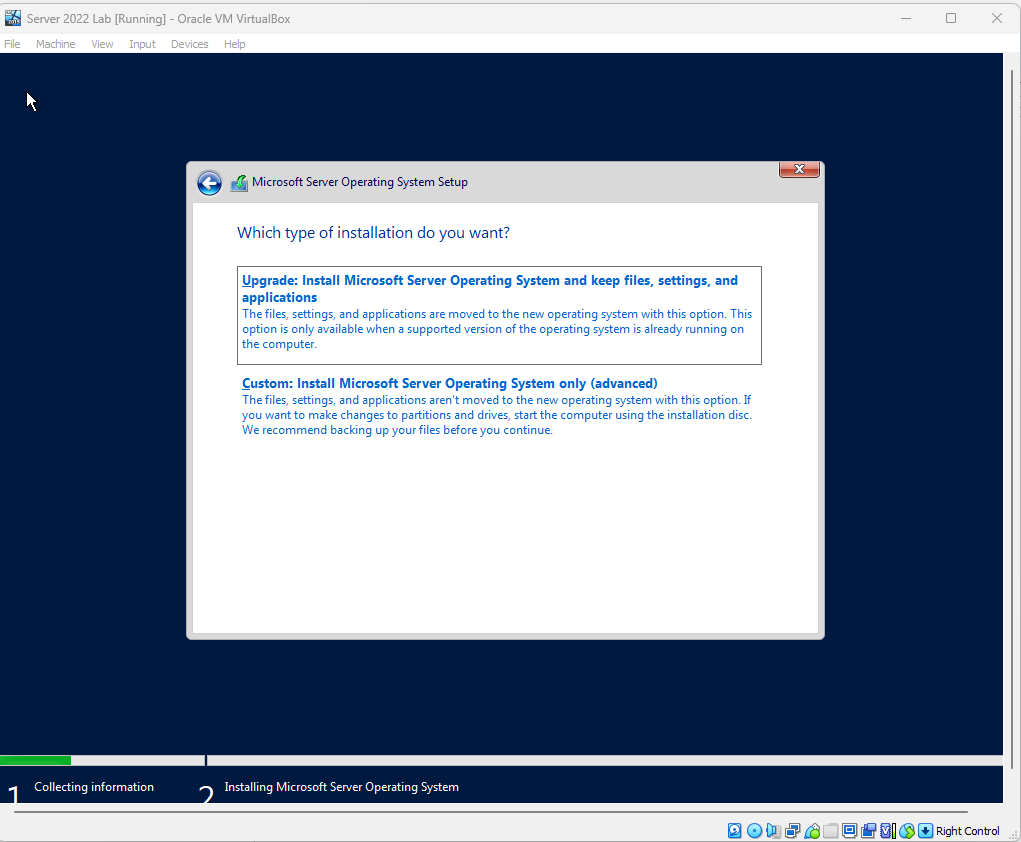 Server 2022 Lab [Running] - Oracle VM VirtualBox
File Machine View Input Devices Help
Microsoft Server Operating System Setup
Which type of installation do you want?
Upgrade: Install Microsoft Server Operating System and keep files, settings, and
applications
The files, settings, and applications are moved to the new operating system with this option. This
option is only available when a supported version of the operating system is already running on
the computer.
Custom: Install Microsoft Server Operating System only (advanced)
The files, settings, and applications aren't moved to the new operating system with this option. If
you want to make changes to partitions and drives, start the computer using the installation disc.
We recommend backing up your files before you continue.
1 Collecting information 2 Installing Microsoft Server Operating System
Right Control